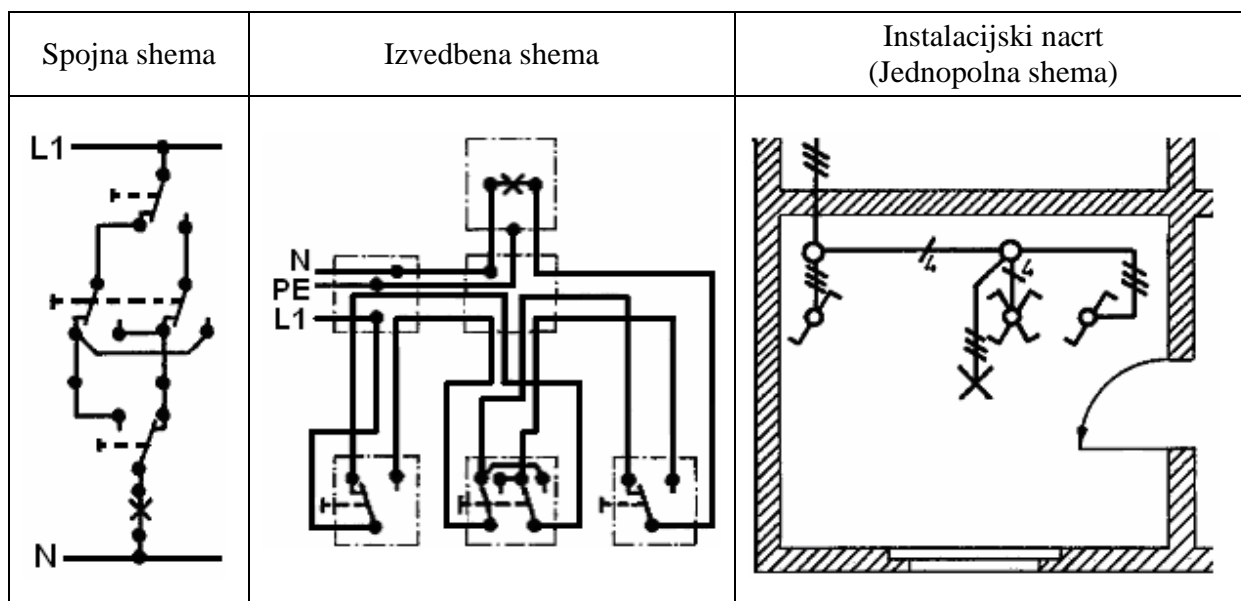 Spojna shema
Izvedbena shema
Instalacijski nacrt
(Jednopolna shema)
L1
N
N
PE
L1
4
4